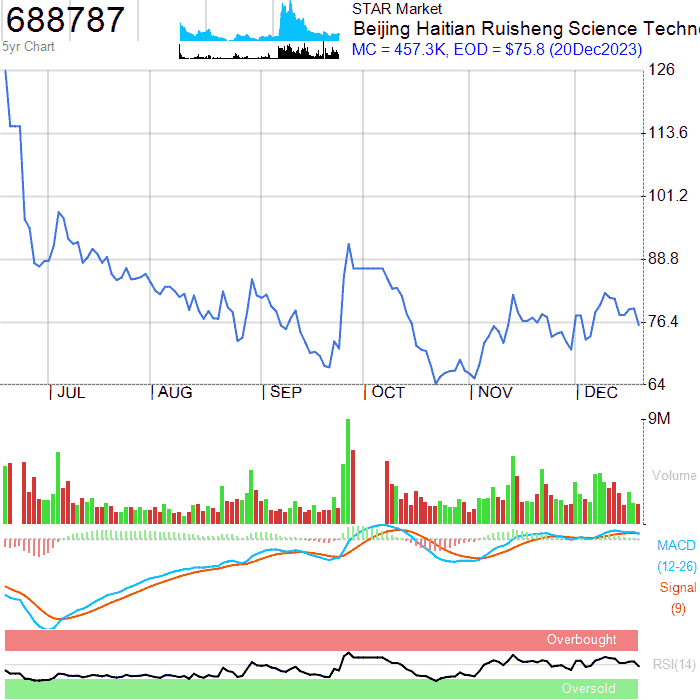 688787
5yr Chart
STAR Market
Beijing Haitian Ruisheng Science Techno
MC = 457.3K, EOD = $75.8 (20Dec2023)
126
113.6
101.2
88.8
76.4
64
JUL
AUG
SEP
OCT
NOV
DEC
9M
Volume
MACD
(12-26)
Signal
(9)
Overbought
RSI(14)
Oversold